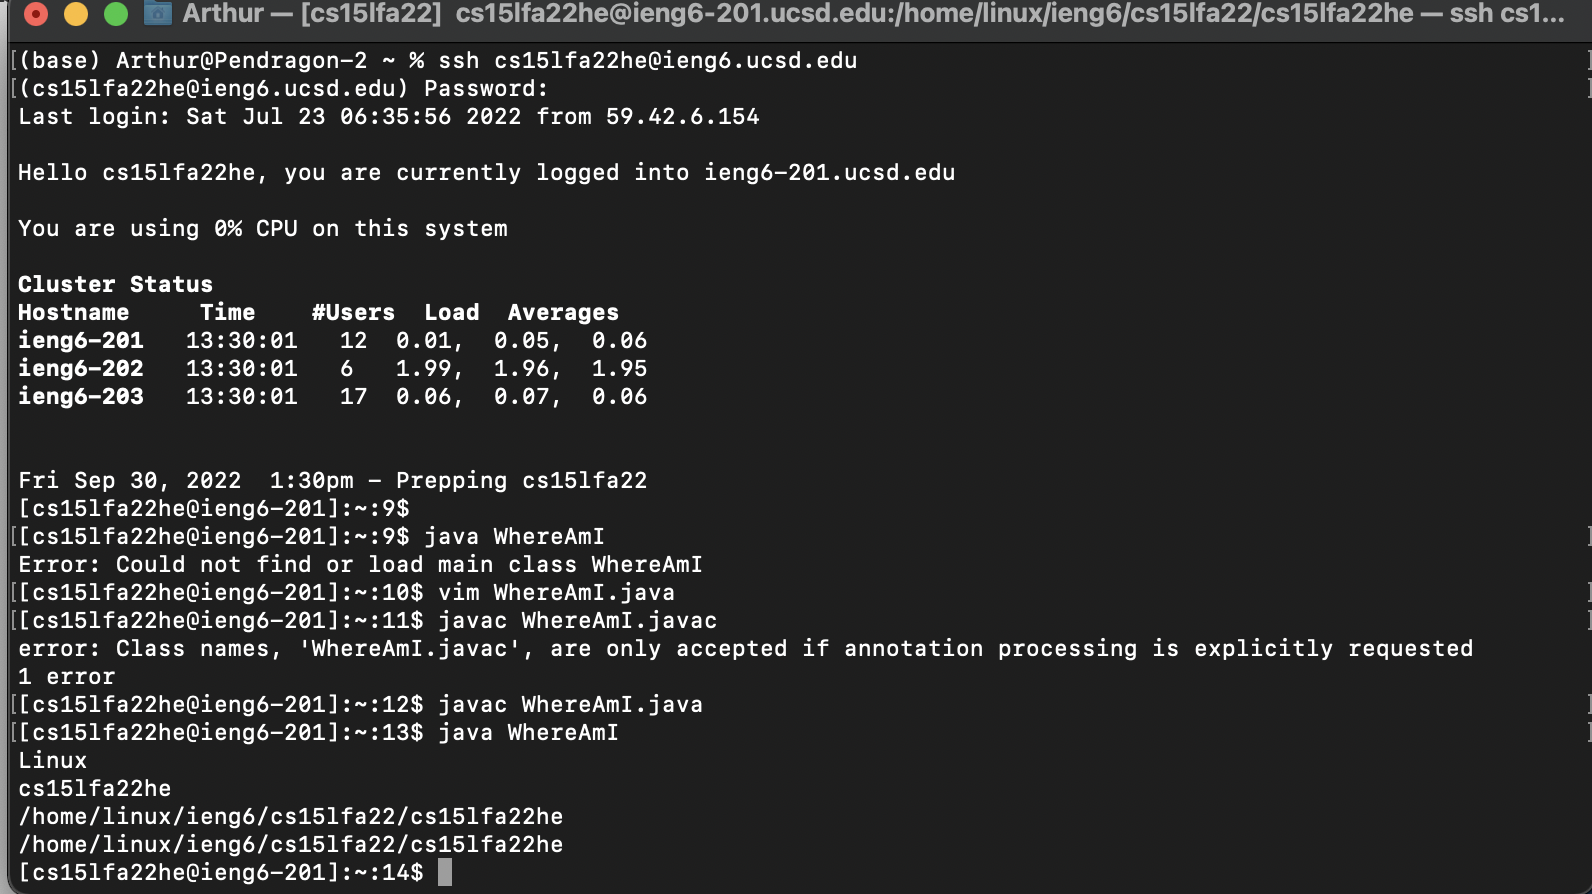 Arthur — [cs15lfa22] cs15lfa22he@ieng6-201.ucsd.edu:/home/linux/ieng6/cs15lfa22/cs15lfa22he — ssh cs1...
[(base) Arthur@Pendragon-2 ~ % ssh cs15lfa22he@ieng6.ucsd.edu ]
[(cs15lfa22he@ieng6.ucsd.edu) Password: ]
Last login: Sat Jul 23 06:35:56 2022 from 59.42.6.154
Hello cs15lfa22he, you are currently logged into ieng6-201.ucsd.edu
You are using 0% CPU on this system
Cluster Status
Hostname     Time    #Users  Load  Averages
ieng6-201   13:30:01   12  0.01,  0.05,  0.06
ieng6-202   13:30:01   6   1.99,  1.96,  1.95
ieng6-203   13:30:01   17  0.06,  0.07,  0.06
Fri Sep 30, 2022  1:30pm - Prepping cs15lfa22
[cs15lfa22he@ieng6-201]:~:9$
[[cs15lfa22he@ieng6-201]:~:9$ java WhereAmI ]
Error: Could not find or load main class WhereAmI
[[cs15lfa22he@ieng6-201]:~:10$ vim WhereAmI.java ]
[[cs15lfa22he@ieng6-201]:~:11$ javac WhereAmI.javac ]
error: Class names, 'WhereAmI.javac', are only accepted if annotation processing is explicitly requested
1 error
[[cs15lfa22he@ieng6-201]:~:12$ javac WhereAmI.java ]
[[cs15lfa22he@ieng6-201]:~:13$ java WhereAmI ]
Linux
cs15lfa22he
/home/linux/ieng6/cs15lfa22/cs15lfa22he
/home/linux/ieng6/cs15lfa22/cs15lfa22he
[cs15lfa22he@ieng6-201]:~:14$